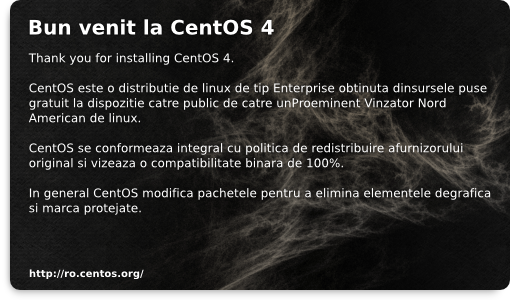 Bun venit la CentOS 4
Thank you for installing CentOS 4.
CentOS este o distributie de linux de tip Enterprise obtinuta dinsursele puse
gratuit la dispozitie catre public de catre unProeminent Vinzator Nord
American de linux.
CentOS se conformeaza integral cu politica de redistribuire afurnizorului
original si vizeaza o compatibilitate binara de 100%.
In general CentOS modifica pachetele pentru a elimina elementele degrafica
si marca protejate.
http://ro.centos.org/